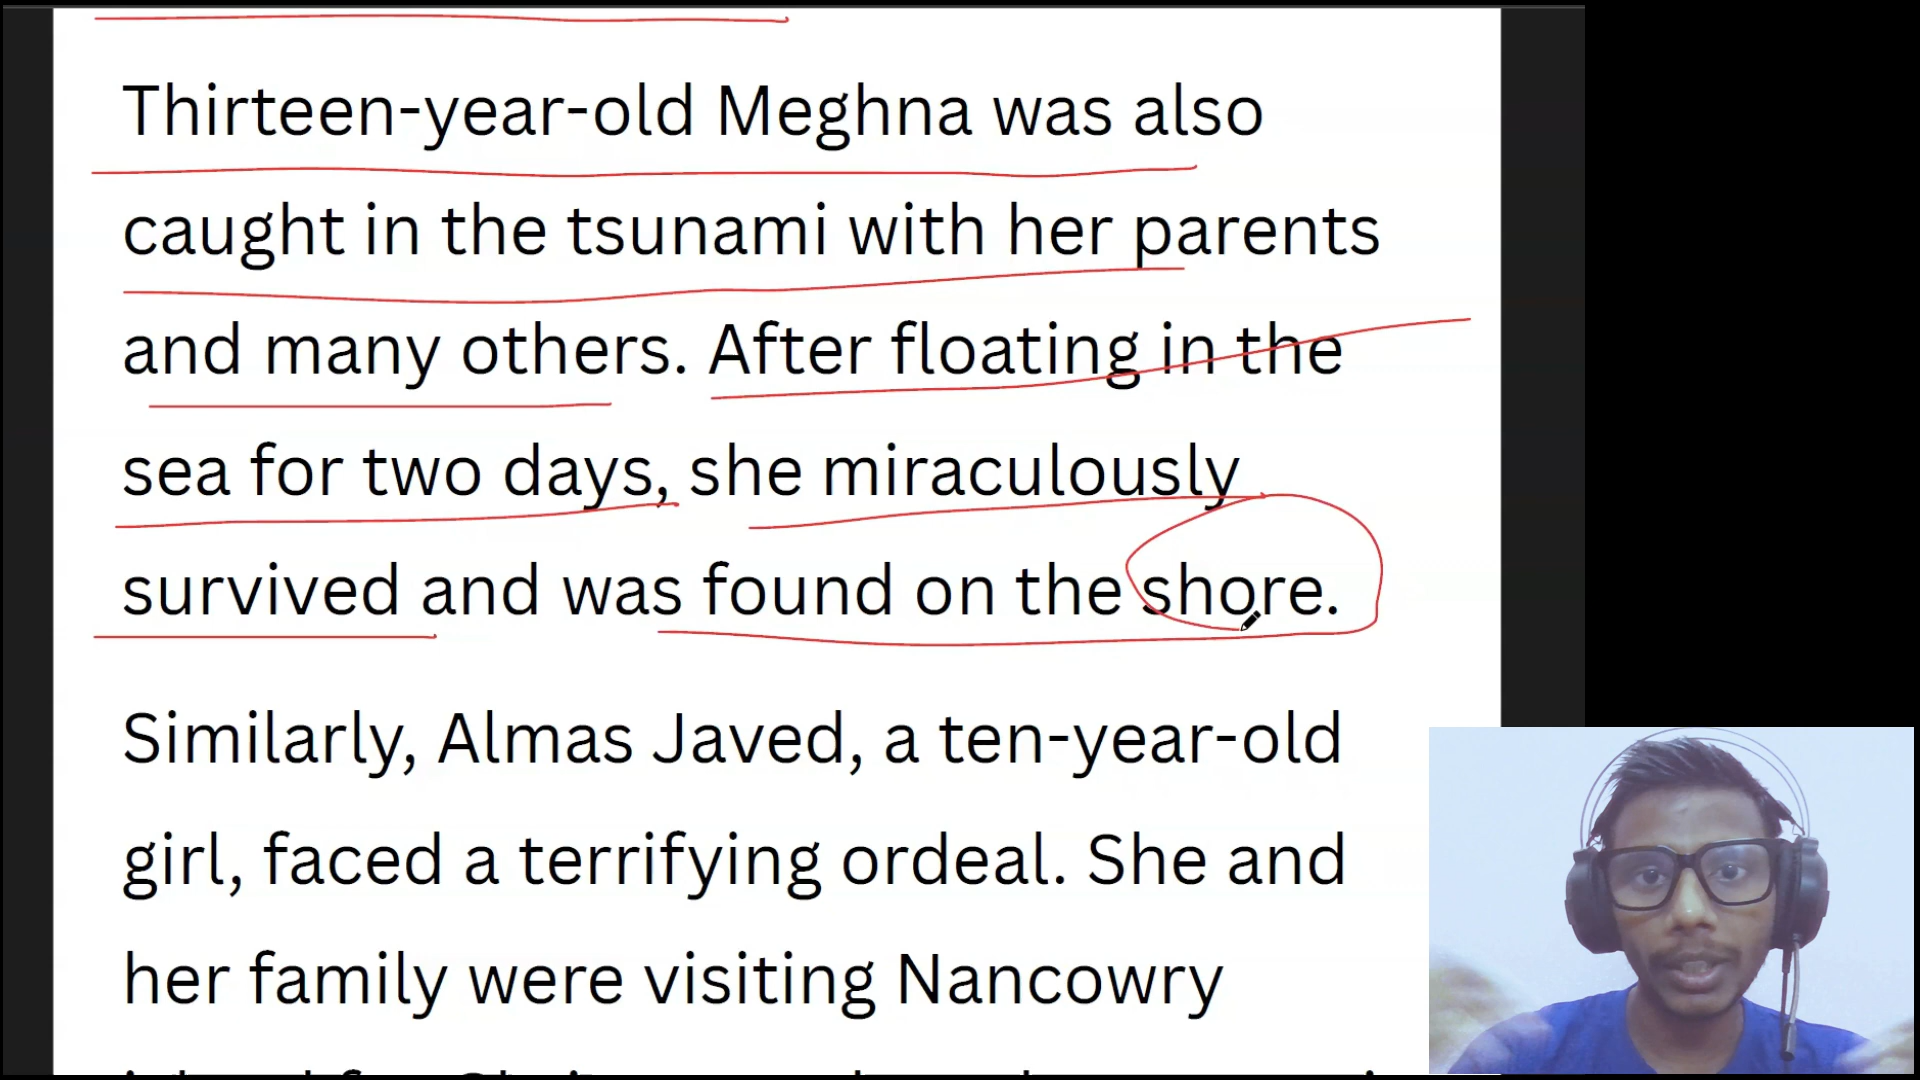 Thirteen-year-old Meghna was also
caught in the tsunami with her parents
and many others. After floating in the
sea for two days, she miraculously
survived and was found on the shore.
Similarly, Almas Javed, a ten-year-old
girl, faced a terrifying ordeal. She and
her family were visiting Nancowry